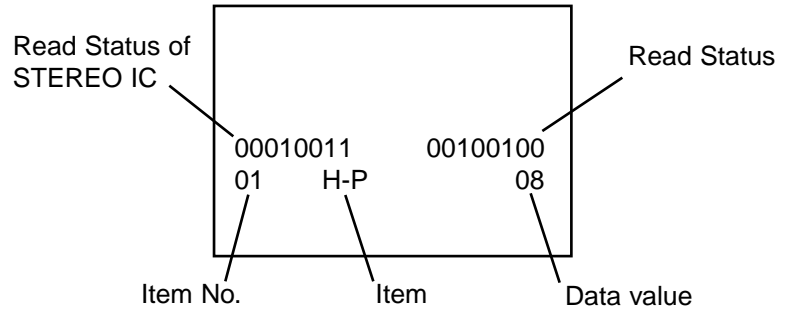 Read Status of
STEREO IC
Read Status
00010011 00100100
01 H-P 08
Item No. Item Data value